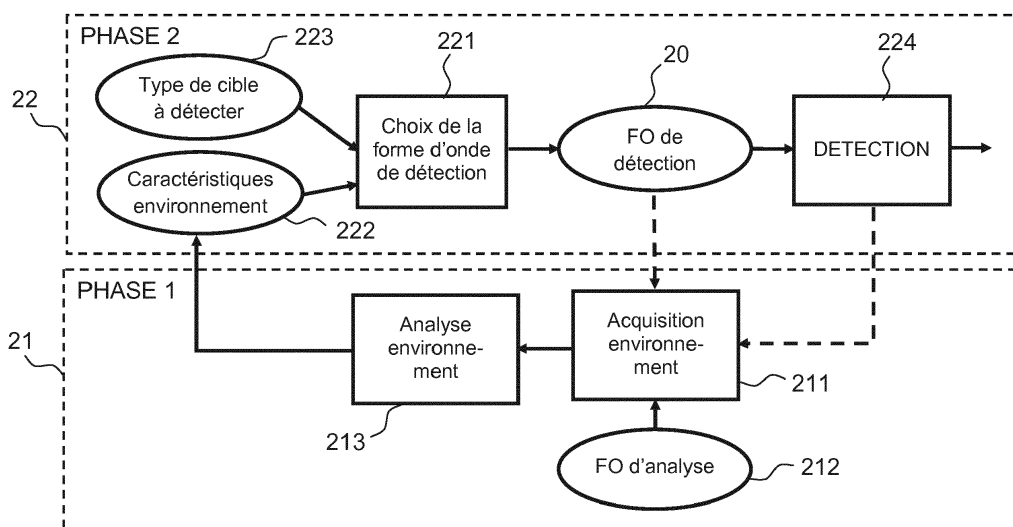 PHASE 2
223
221
20
224
22
Type de cible
à détecter
Choix de la
forme d'onde
de détection
FO de
détection
DETECTION
Caractéristiques
environnement
222
PHASE 1
21
Analyse
environne-
ment
213
Acquisition
environne-
ment
211
FO d'analyse
212